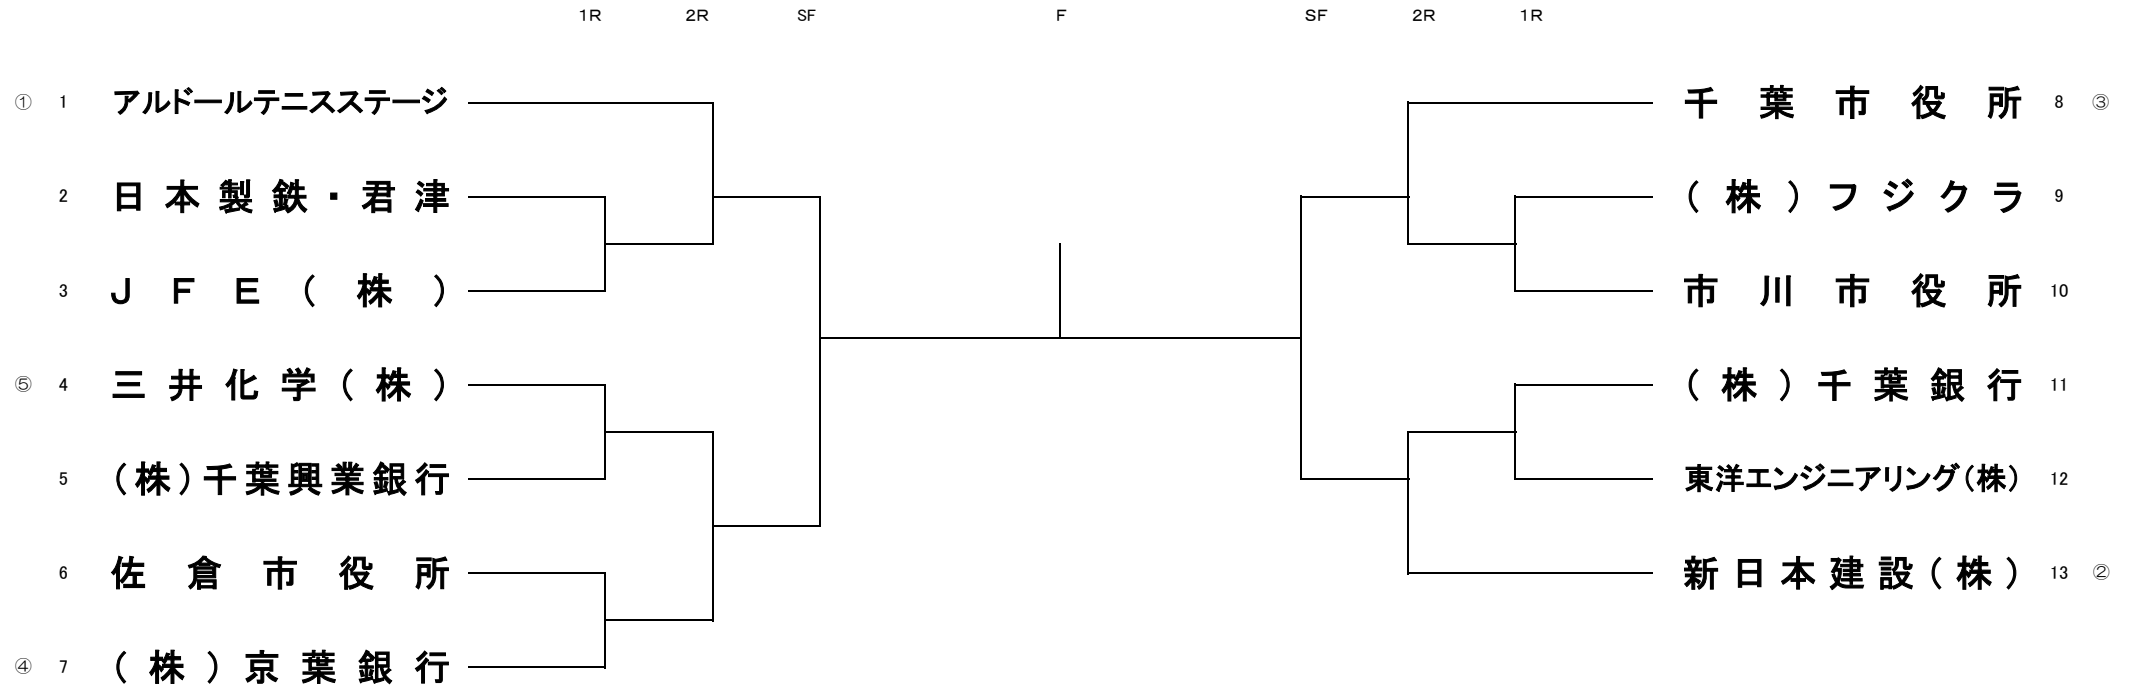 1R 2R SF F SF 2R 1R
① 1 アルドールテニスステージ 千葉市役所 8 ③
2 日本製鉄・君津 (株)フジクラ 9
3 JFE(株) 市川市役所 10
⑤ 4 三井化学(株) (株)千葉銀行 11
5 (株)千葉興業銀行 東洋エンジニアリング(株) 12
6 佐倉市役所 新日本建設(株) 13 ②
④ 7 (株)京葉銀行